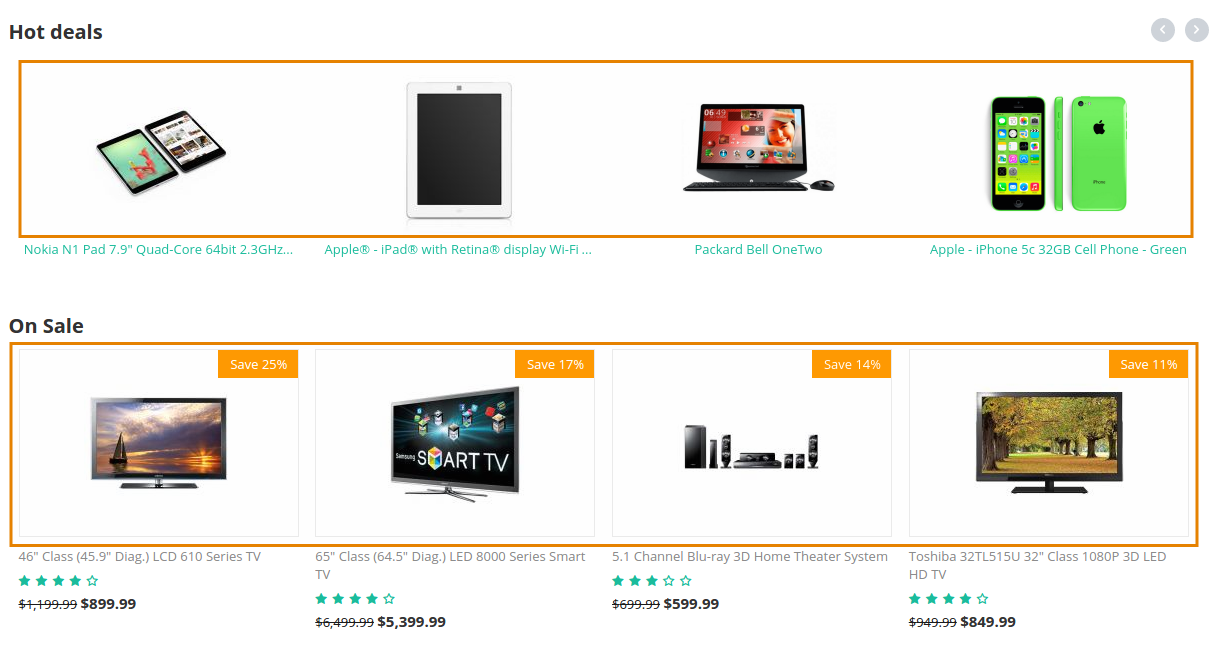 Hot deals
06:49
Nokia N1 Pad 7.9" Quad-Core 64bit 2.3GHz...
Apple® - iPad® with Retina® display Wi-Fi ...
Packard Bell OneTwo
Apple - iPhone 5c 32GB Cell Phone - Green
iPhone
On Sale
Save 25%
Save 17%
Save 14%
Save 11%
Samsung SMART TV
46" Class (45.9" Diag.) LCD 610 Series TV
$1,199.99 $899.99
65" Class (64.5" Diag.) LED 8000 Series Smart
TV
$6,499.99 $5,399.99
5.1 Channel Blu-ray 3D Home Theater System
$699.99 $599.99
Toshiba 32TL515U 32" Class 1080P 3D LED
HD TV
$949.99 $849.99